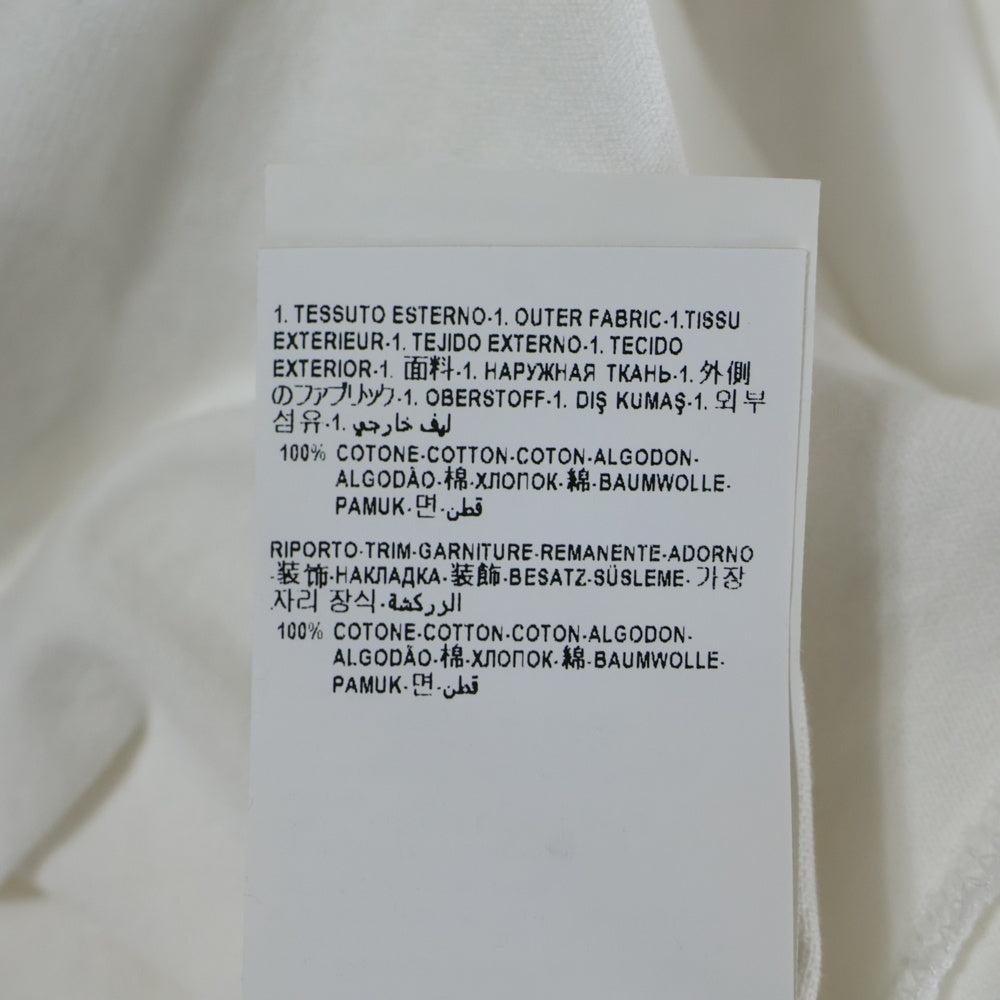 1. TESSUTO ESTERNO-1. OUTER FABRIC-1.TISSU
EXTERIEUR-1. TEJIDO EXTERNO-1. TECIDO
EXTERIOR-1. 面料-1. НАРУЖНАЯ ТКАНЬ-1. 外側
のファブリック-1. OBERSTOFF-1. DIŞ KUMAŞ-1. 외부
섬유-1. ليف خارجي
100% COTONE-COTTON-COTON-ALGODON-
ALGODÃO-棉-ХЛОПОК-綿-BAUMWOLLE-
PAMUK-면-قطن
RIPORTO-TRIM-GARNITURE-REMANENTE-ADORNO
-装饰-НАКЛАДКА-装飾-BESATZ-SÜSLEME-가장
자리 장식-الزركشة
100% COTONE-COTTON-COTON-ALGODON-
ALGODÃO-棉-ХЛОПОК-綿-BAUMWOLLE-
PAMUK-면-قطن